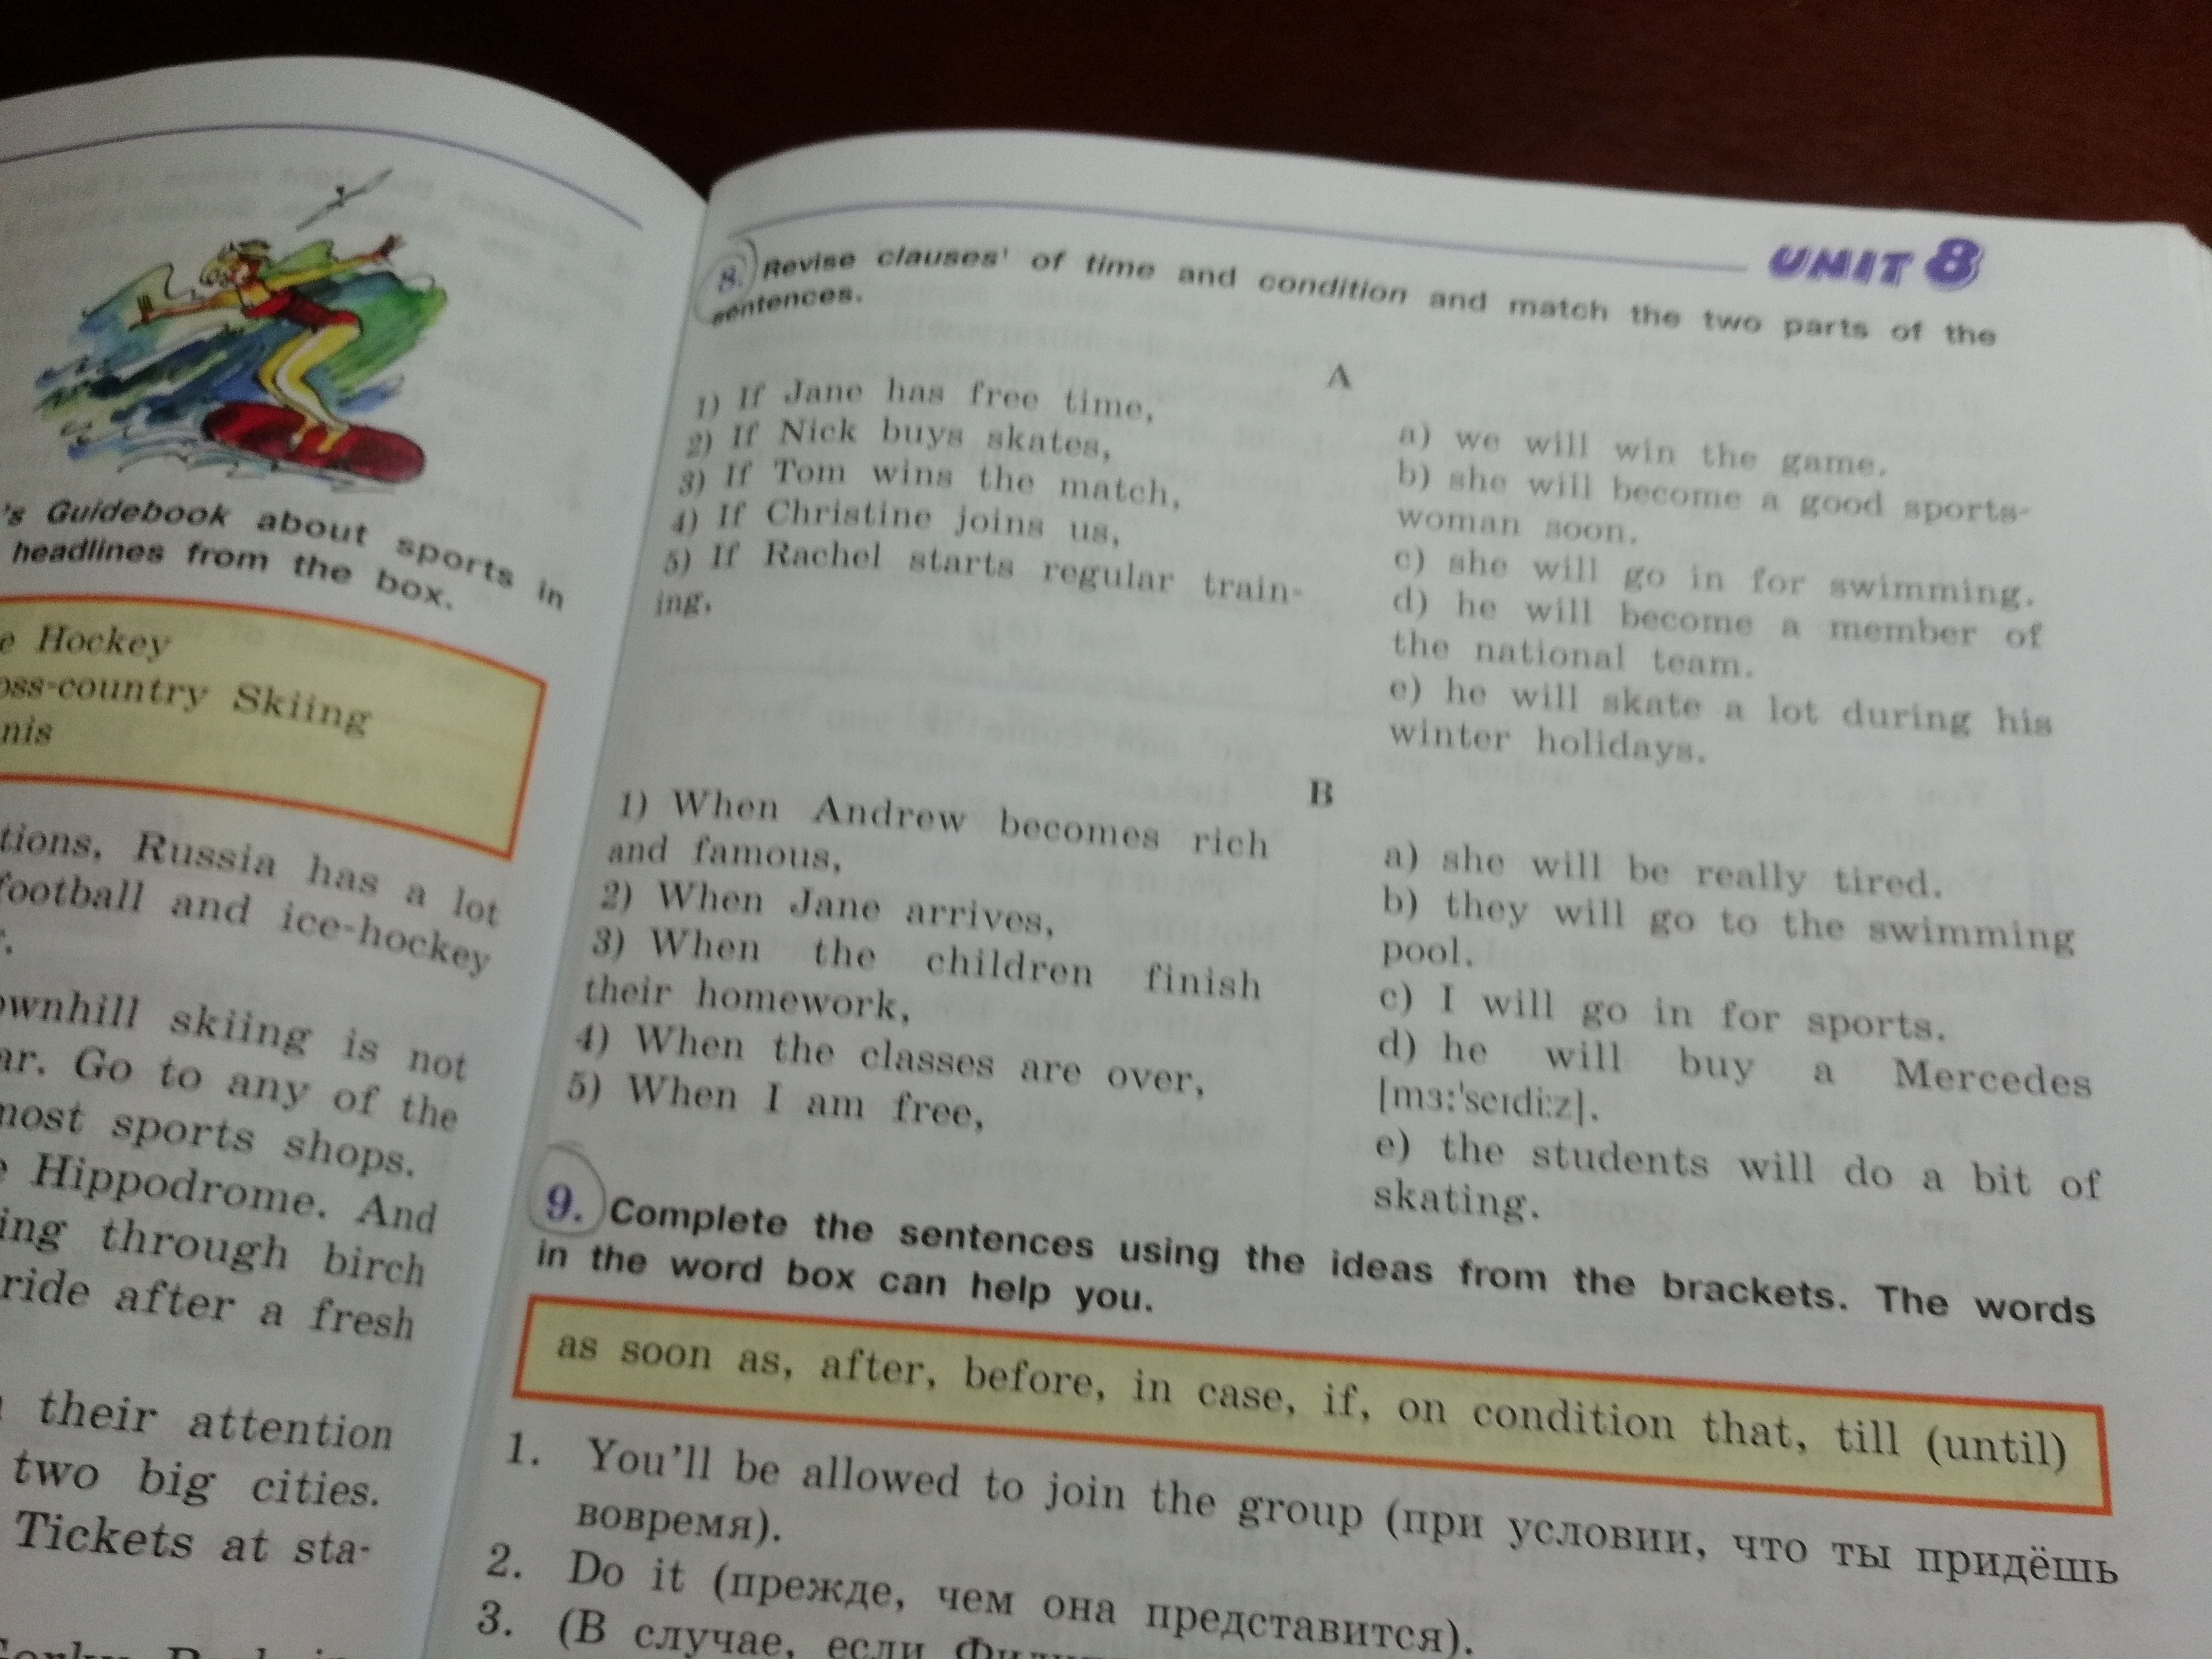 's Guidebook about sports in
headlines from the box.
e Hockey
oss-country Skiing
nis
tions, Russia has a lot
football and ice-hockey
r.
ownhill skiing is not
ar. Go to any of the
most sports shops.
e Hippodrome. And
ing through birch
ride after a fresh
their attention
two big cities.
Tickets at sta-
UNIT 8
8. Revise clauses¹ of time and condition and match the two parts of the
sentences.
A
1) If Jane has free time,
2) If Nick buys skates,
3) If Tom wins the match,
4) If Christine joins us,
5) If Rachel starts regular train-
ing,
a) we will win the game.
b) she will become a good sports-
woman soon.
c) she will go in for swimming.
d) he will become a member of
the national team.
e) he will skate a lot during his
winter holidays.
B
1) When Andrew becomes rich
and famous,
2) When Jane arrives,
3) When the children finish
their homework,
4) When the classes are over,
5) When I am free,
a) she will be really tired.
b) they will go to the swimming
pool.
c) I will go in for sports.
d) he will buy a Mercedes
[mɜː'seɪdiːz].
e) the students will do a bit of
skating.
9. Complete the sentences using the ideas from the brackets. The words
in the word box can help you.
as soon as, after, before, in case, if, on condition that, till (until)
1. You'll be allowed to join the group (при условии, что ты придёшь
вовремя).
2. Do it (прежде, чем она представится).
3. (В случае, если